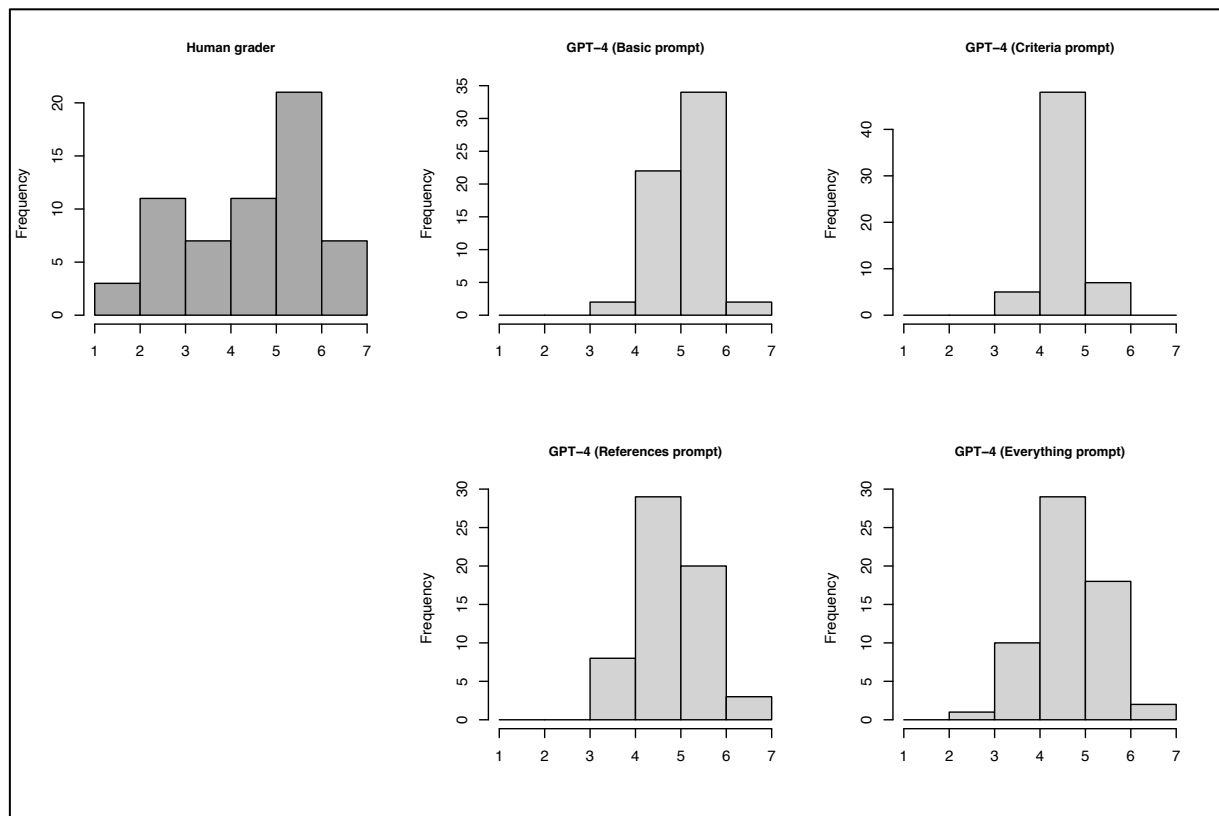 Human grader
GPT−4 (Basic prompt)
GPT−4 (Criteria prompt)
Frequency
0
5
10
15
20
1 2 3 4 5 6 7
Frequency
0
5
10
15
20
25
30
35
1 2 3 4 5 6 7
Frequency
0
10
20
30
40
1 2 3 4 5 6 7
GPT−4 (References prompt)
GPT−4 (Everything prompt)
Frequency
0
5
10
15
20
25
30
1 2 3 4 5 6 7
Frequency
0
5
10
15
20
25
30
1 2 3 4 5 6 7